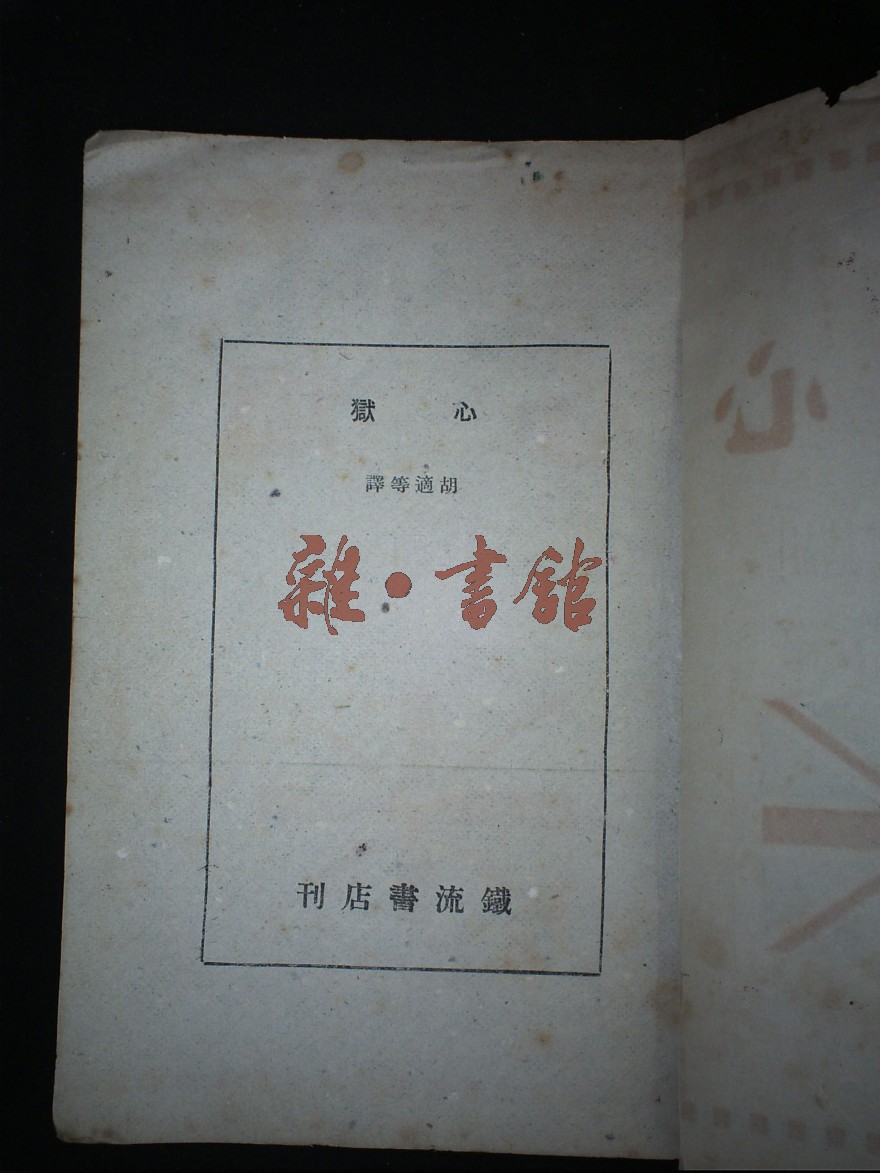 心獄
胡適等譯
雜·書館
鐵流書店刊
心